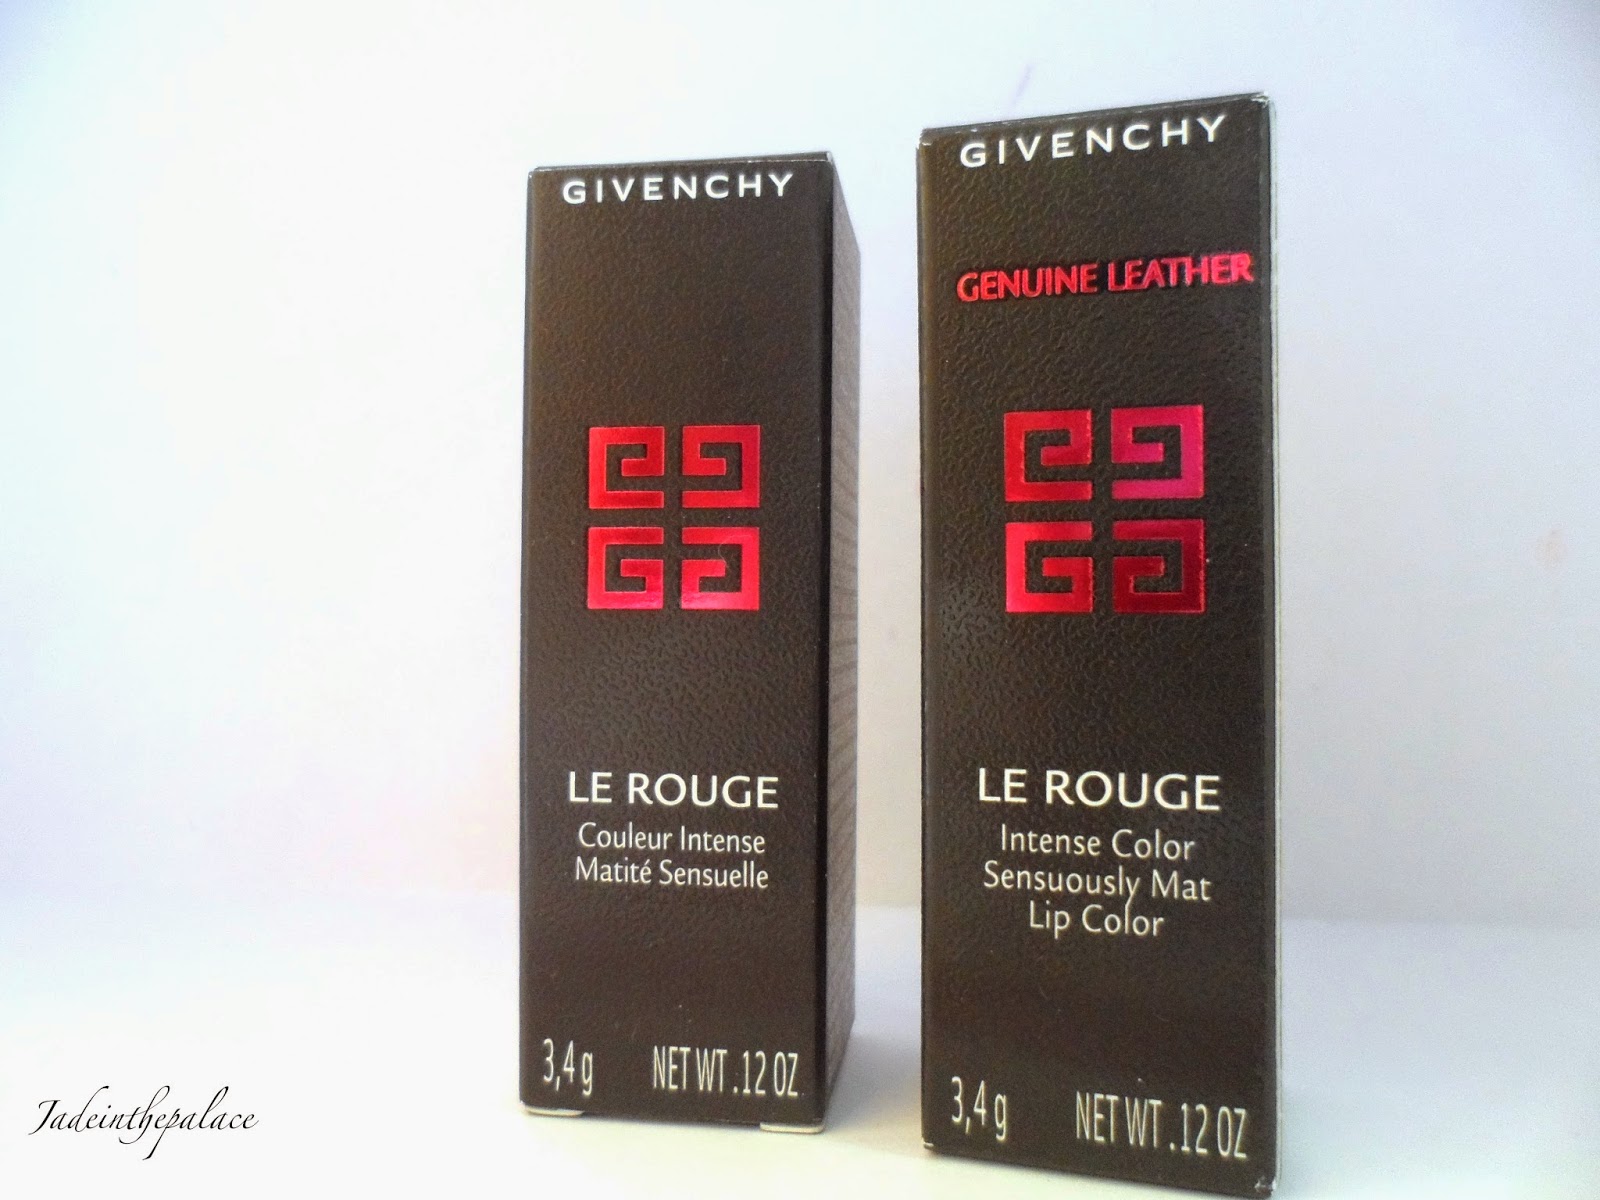 GIVENCHY
LE ROUGE
Couleur Intense
Matité Sensuelle
3,4 g NET WT .12 OZ
GIVENCHY
GENUINE LEATHER
LE ROUGE
Intense Color
Sensuously Mat
Lip Color
3,4 g NET WT .12 OZ
Jadeinthepalace